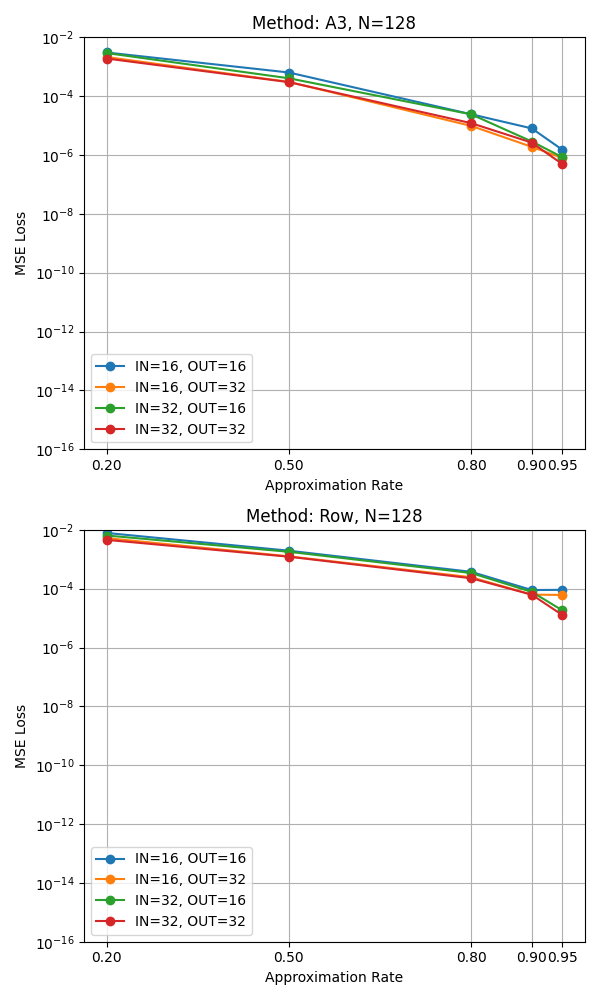 Method: A3, N=128
MSE Loss
10⁻²
10⁻⁴
10⁻⁶
10⁻⁸
10⁻¹⁰
10⁻¹²
10⁻¹⁴
10⁻¹⁶
IN=16, OUT=16
IN=16, OUT=32
IN=32, OUT=16
IN=32, OUT=32
0.20 0.50 0.80 0.90 0.95
Approximation Rate
Method: Row, N=128
MSE Loss
10⁻²
10⁻⁴
10⁻⁶
10⁻⁸
10⁻¹⁰
10⁻¹²
10⁻¹⁴
10⁻¹⁶
IN=16, OUT=16
IN=16, OUT=32
IN=32, OUT=16
IN=32, OUT=32
0.20 0.50 0.80 0.90 0.95
Approximation Rate